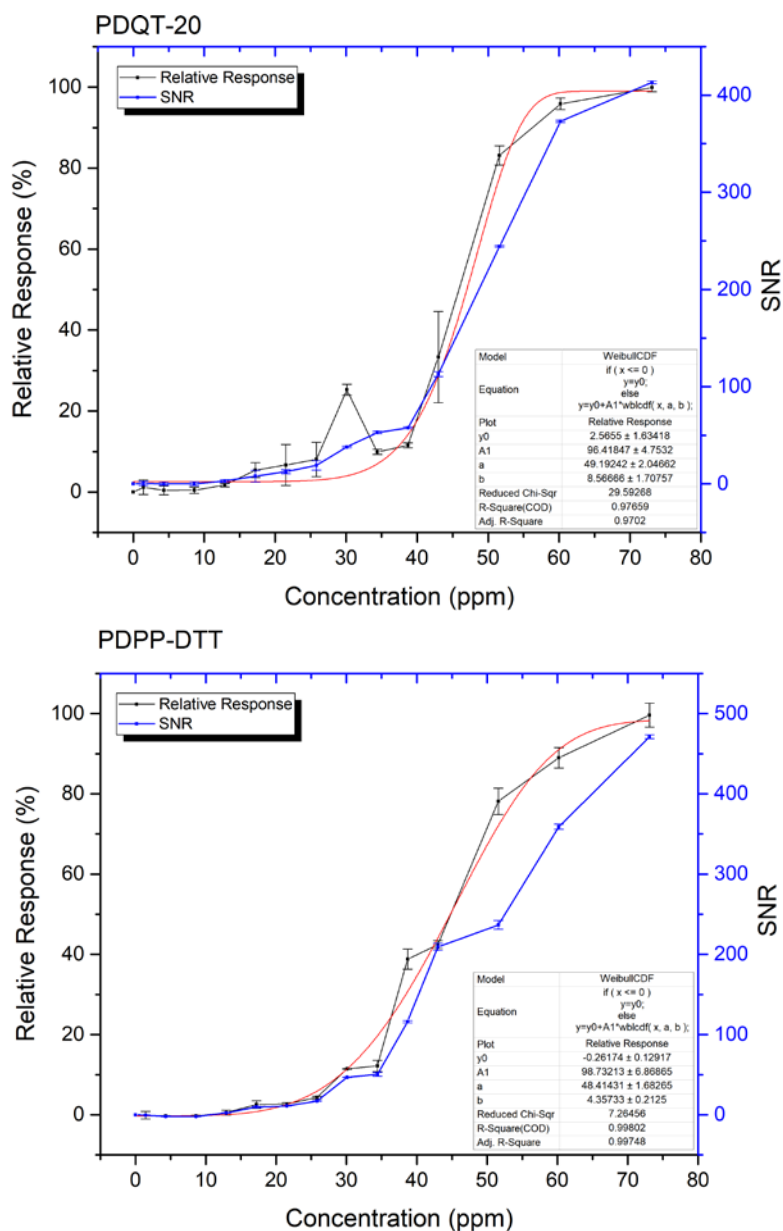 PDQT-20
Relative Response
SNR
100
80
60
40
20
0
Relative Response (%)
400
300
200
100
0
SNR
Model WeibullCDF
Equation if ( x <= 0 )
y=y0;
else
y=y0+A1*wblcdf( x, a, b );
Plot Relative Response
y0 2.5655 ± 1.63418
A1 96.41847 ± 4.7532
a 49.19242 ± 2.04662
b 8.56666 ± 1.70757
Reduced Chi-Sqr 29.59268
R-Square(COD) 0.97659
Adj. R-Square 0.9702
0 10 20 30 40 50 60 70 80
Concentration (ppm)
PDPP-DTT
Relative Response
SNR
100
80
60
40
20
0
Relative Response (%)
500
400
300
200
100
0
SNR
Model WeibullCDF
Equation if ( x <= 0 )
y=y0;
else
y=y0+A1*wblcdf( x, a, b );
Plot Relative Response
y0 -0.26174 ± 0.12917
A1 98.73213 ± 6.86865
a 48.41431 ± 1.68265
b 4.35733 ± 0.2125
Reduced Chi-Sqr 7.26456
R-Square(COD) 0.99802
Adj. R-Square 0.99748
0 10 20 30 40 50 60 70 80
Concentration (ppm)